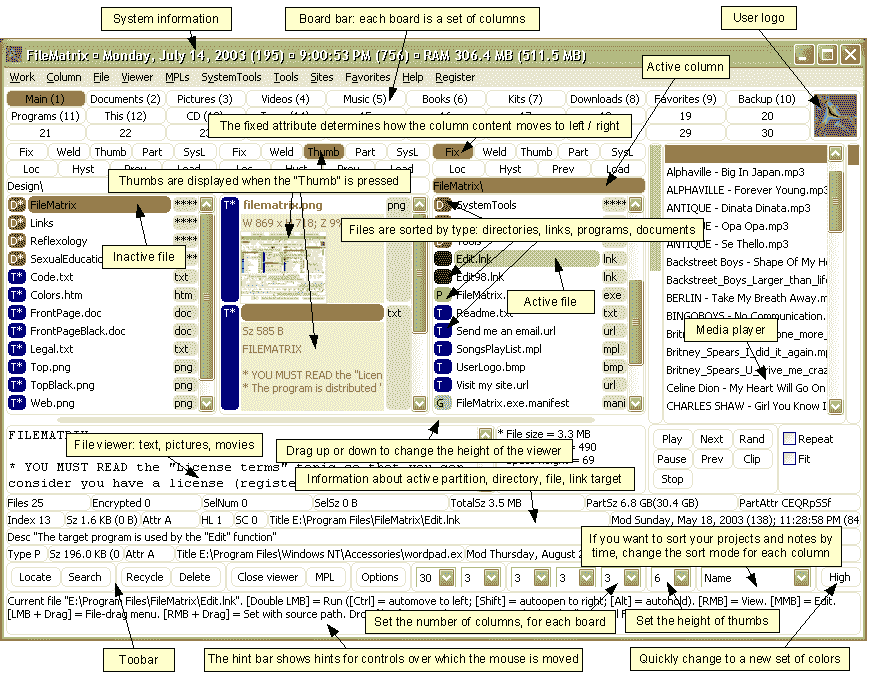 System information
Board bar: each board is a set of columns
User logo
FileMatrix ¤ Monday, July 14, 2003 (195) ¤ 9:00:53 PM (756) ¤ RAM 306.4 MB (511.5 MB)
Work Column File Viewer MPLs SystemTools Tools Sites Favorites Help Register
Active column
Main (1) Documents (2) Pictures (3) Videos (4) Music (5) Books (6) Kits (7) Downloads (8) Favorites (9) Backup (10)
Programs (11) This (12) 19 20
The fixed attribute determines how the column content moves to left / right
21 22 29 30
Fix Weld Thumb Part SysL Fix Weld Thumb Part SysL Fix Weld Thumb Part SysL
Loc Hyst Loc Hyst Prev Load
Thumbs are displayed when the "Thumb" is pressed
Design\ FileMatrix\
FileMatrix ****
Links ****
Reflexology
SexualEducatio
Code.txt txt
Colors.htm htm
FrontPage.doc doc
FrontPageBlack.doc doc
Legal.txt txt
Top.png png
TopBlack.png png
Web.png png
Inactive file
T* filematrix.png png
W 869 x H 718; Z 9%
T* txt
Sz 585 B
FILEMATRIX
* YOU MUST READ the "Licen
* The program is distributed '
SystemTools ****
Files are sorted by type: directories, links, programs, documents
Tools
Edit.lnk lnk
Edit98.lnk lnk
FileMatrix. exe
Readme.txt txt
Send me an email.url url
SongsPlayList.mpl mpl
UserLogo.bmp bmp
Visit my site.url url
FileMatrix.exe.manifest mani
Active file
Alphaville - Big In Japan.mp3
ALPHAVILLE - Forever Young.mp3
ANTIQUE - Dinata Dinata.mp3
ANTIQUE - Opa Opa.mp3
ANTIQUE - Se Thello.mp3
Backstreet Boys - Shape Of My He
Backstreet_Boys_Larger_than_life
BERLIN - Take My Breath Away.m
BINGOBOYS - No Communication.
Media player
Britney_Spears_I_did_it_again.mp
Britney_Spears_U_drive_me_craz
Celine Dion - My Heart Will Go On
CHARLES SHAW - Girl You Know I
FILEMATRIX
File viewer: text, pictures, movies
* YOU MUST READ the "License terms" topic so that you can
consider you have a license (registe
* File size = 3.3 MB
= 490
= 69
Drag up or down to change the height of the viewer
Information about active partition, directory, file, link target
Play Next Rand Repeat
Pause Prev Clip Fit
Stop
Files 25 Encrypted 0 SelNum 0 SelSz 0 B TotalSz 3.5 MB PartSz 6.8 GB(30.4 GB) PartAttr CEQRpSSf
Index 13 Sz 1.6 KB (0 B) Attr A HL 1 SC 0 Title E:\Program Files\FileMatrix\Edit.lnk Mod Sunday, May 18, 2003 (138); 11:28:58 PM (84
Desc "The target program is used by the "Edit" function"
Type P Sz 196.0 KB (0 Attr A Title E:\Program Files\Windows NT\Accessories\wordpad.ex Mod Thursday, August 2
If you want to sort your projects and notes by
time, change the sort mode for each column
Locate Search Recycle Delete Close viewer MPL Options 30 3 3 3 3 6 Name High
Current file "E:\Program Files\FileMatrix\Edit.lnk". [Double LMB] = Run ([Ctrl] = automove to left; [Shift] = autoopen to right; [Alt] = autohold). [RMB] = View. [MMB] = Edit.
[LMB + Drag] = File-drag menu. [RMB + Drag] = Set with source path.
Set the number of columns, for each board
Set the height of thumbs
Toobar
The hint bar shows hints for controls over which the mouse is moved
Quickly change to a new set of colors